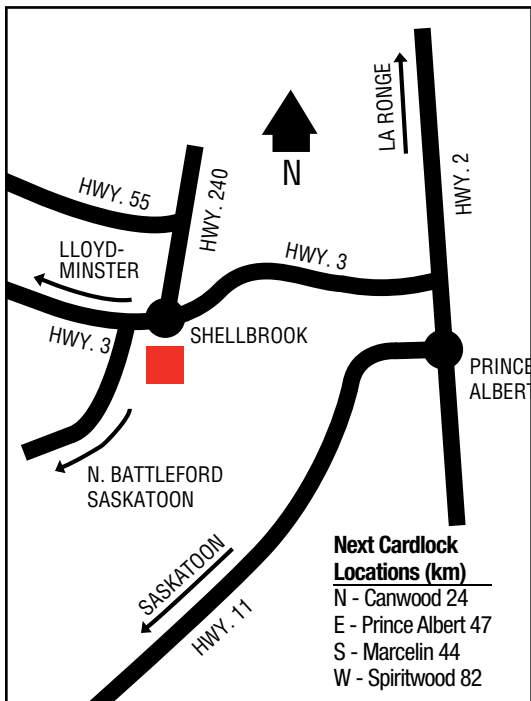 LA RONGE
HWY. 2
N
HWY. 55
HWY. 240
LLOYD-
MINSTER
HWY. 3
HWY. 3
SHELLBROOK
PRINCE
ALBERT
N. BATTLEFORD
SASKATOON
SASKATOON
HWY. 11
Next Cardlock
Locations (km)
N - Canwood 24
E - Prince Albert 47
S - Marcelin 44
W - Spiritwood 82